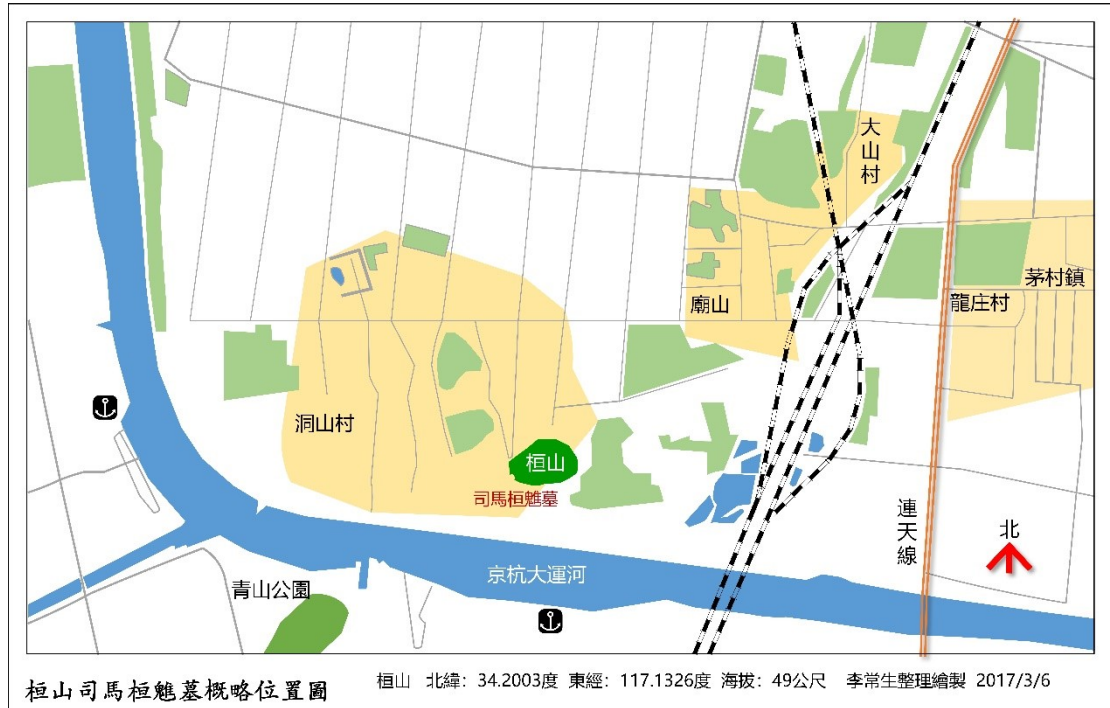 大山村
茅村鎮
龍庄村
廟山
洞山村
桓山
司馬桓魋墓
連天線
北
京杭大運河
青山公園
桓山司馬桓魋墓概略位置圖
桓山 北緯：34.2003度 東經：117.1326度 海拔：49公尺 李常生整理繪製 2017/3/6